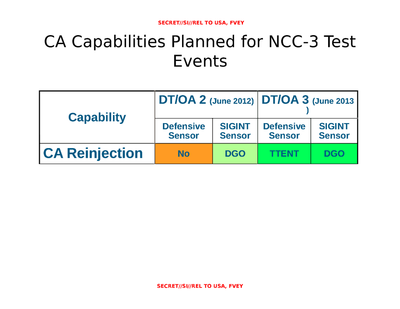 SECRET//SI//REL TO USA, FVEY
CA Capabilities Planned for NCC-3 Test
Events
Capability
DT/OA 2 (June 2012)
DT/OA 3 (June 2013
)
Defensive
Sensor
SIGINT
Sensor
Defensive
Sensor
SIGINT
Sensor
CA Reinjection
No
DGO
TTENT
DGO
SECRET//SI//REL TO USA, FVEY